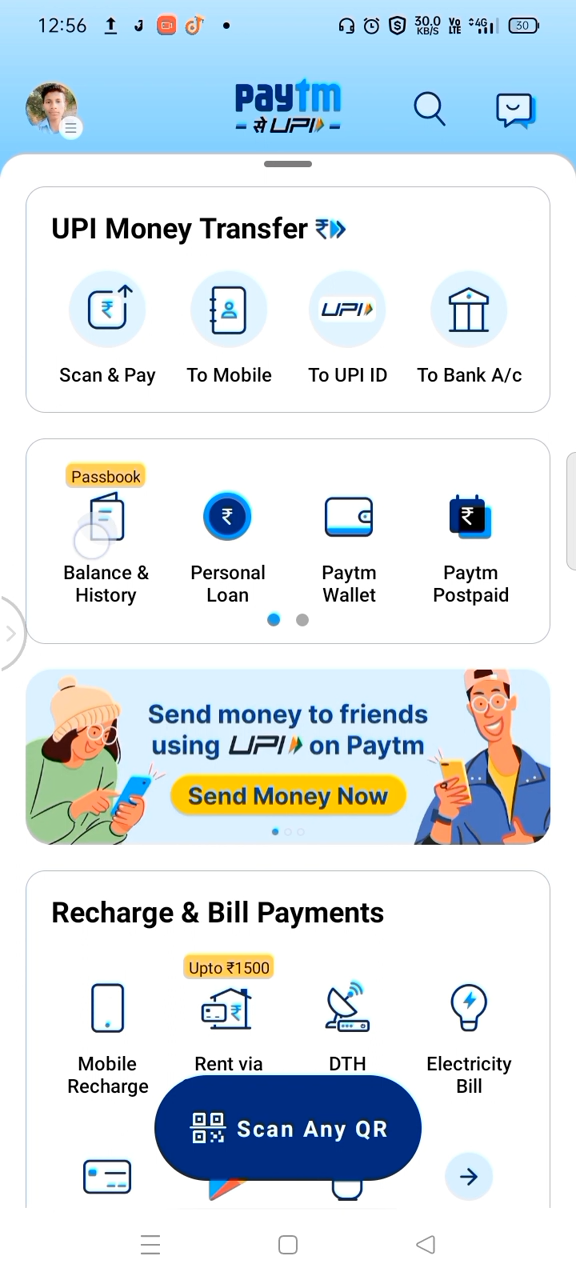 12:56 J S 30.0 KB/S Vo LTE 4G 30
paytm
से UPI
UPI Money Transfer ₹
Scan & Pay To Mobile To UPI ID To Bank A/c
UPI
Passbook
Balance & History
Personal Loan
Paytm Wallet
Paytm Postpaid
Send money to friends
using UPI on Paytm
Send Money Now
Recharge & Bill Payments
Upto ₹1500
Mobile Recharge
Rent via
DTH
Electricity Bill
Scan Any QR